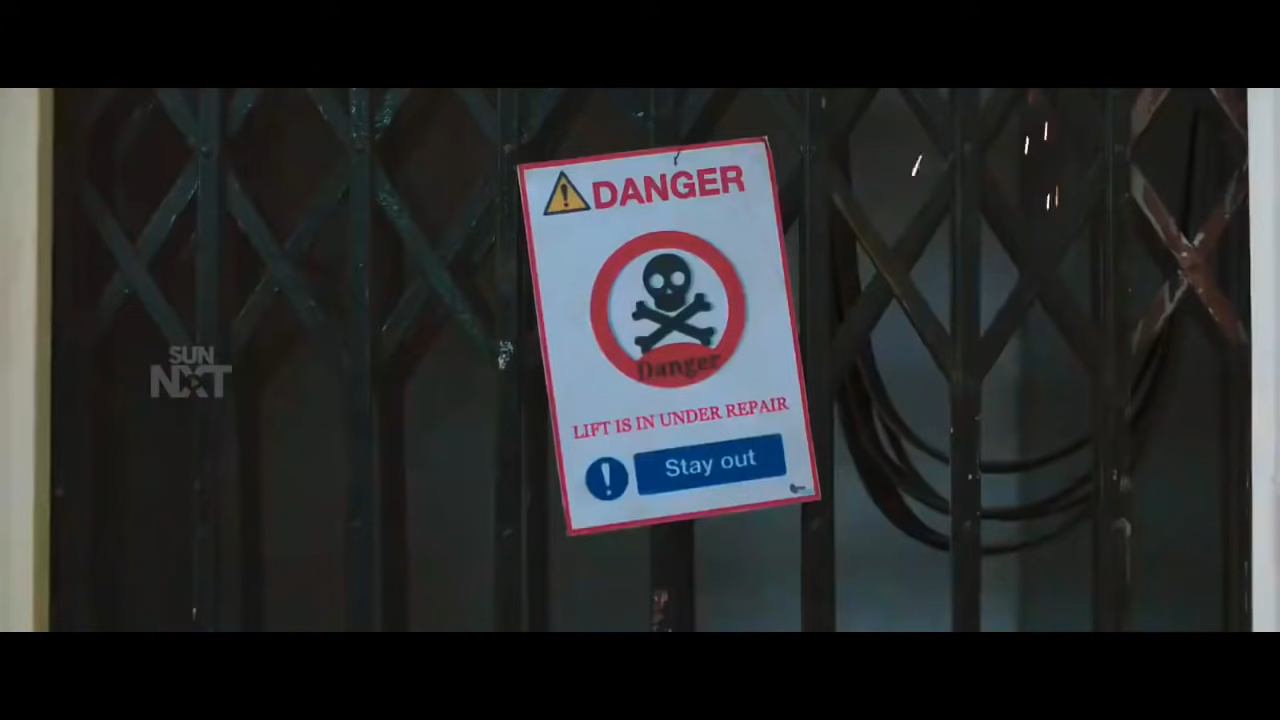 DANGER
Danger
LIFT IS IN UNDER REPAIR
Stay out
SUN
NXT